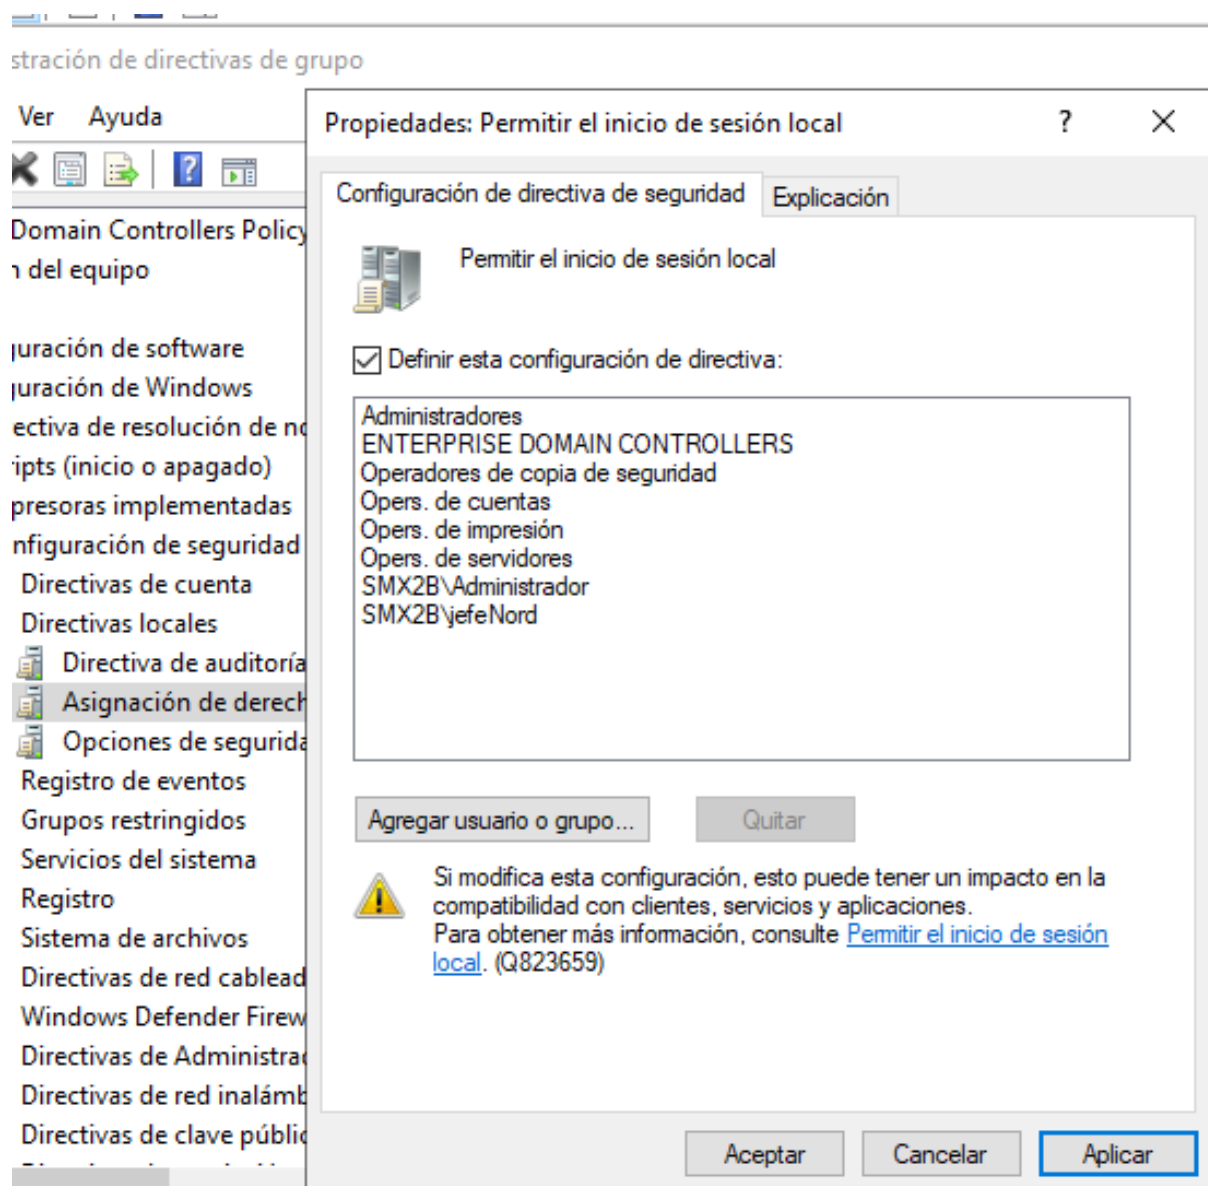 stración de directivas de grupo
Ver Ayuda
Propiedades: Permitir el inicio de sesión local
?
Configuración de directiva de seguridad
Explicación
Domain Controllers Policy
n del equipo
Permitir el inicio de sesión local
uración de software
Definir esta configuración de directiva:
uración de Windows
ectiva de resolución de no
ipts (inicio o apagado)
presoras implementadas
nfiguración de seguridad
Directivas de cuenta
Directivas locales
Directiva de auditoría
Asignación de derech
Opciones de segurida
Registro de eventos
Grupos restringidos
Servicios del sistema
Registro
Sistema de archivos
Directivas de red cablead
Windows Defender Firew
Directivas de Administrac
Directivas de red inalámb
Directivas de clave públic
Administradores
ENTERPRISE DOMAIN CONTROLLERS
Operadores de copia de seguridad
Opers. de cuentas
Opers. de impresión
Opers. de servidores
SMX2B\Administrador
SMX2B\jefeNord
Agregar usuario o grupo...
Quitar
Si modifica esta configuración, esto puede tener un impacto en la
compatibilidad con clientes, servicios y aplicaciones.
Para obtener más información, consulte Permitir el inicio de sesión
local. (Q823659)
Aceptar
Cancelar
Aplicar